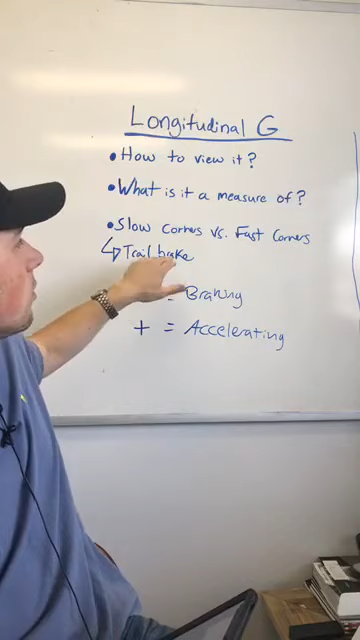 Longitudinal G
• How to view it?
• What is it a measure of?
• Slow corners vs. Fast Corners
↳ Trail brake
= Braking
+ = Accelerating